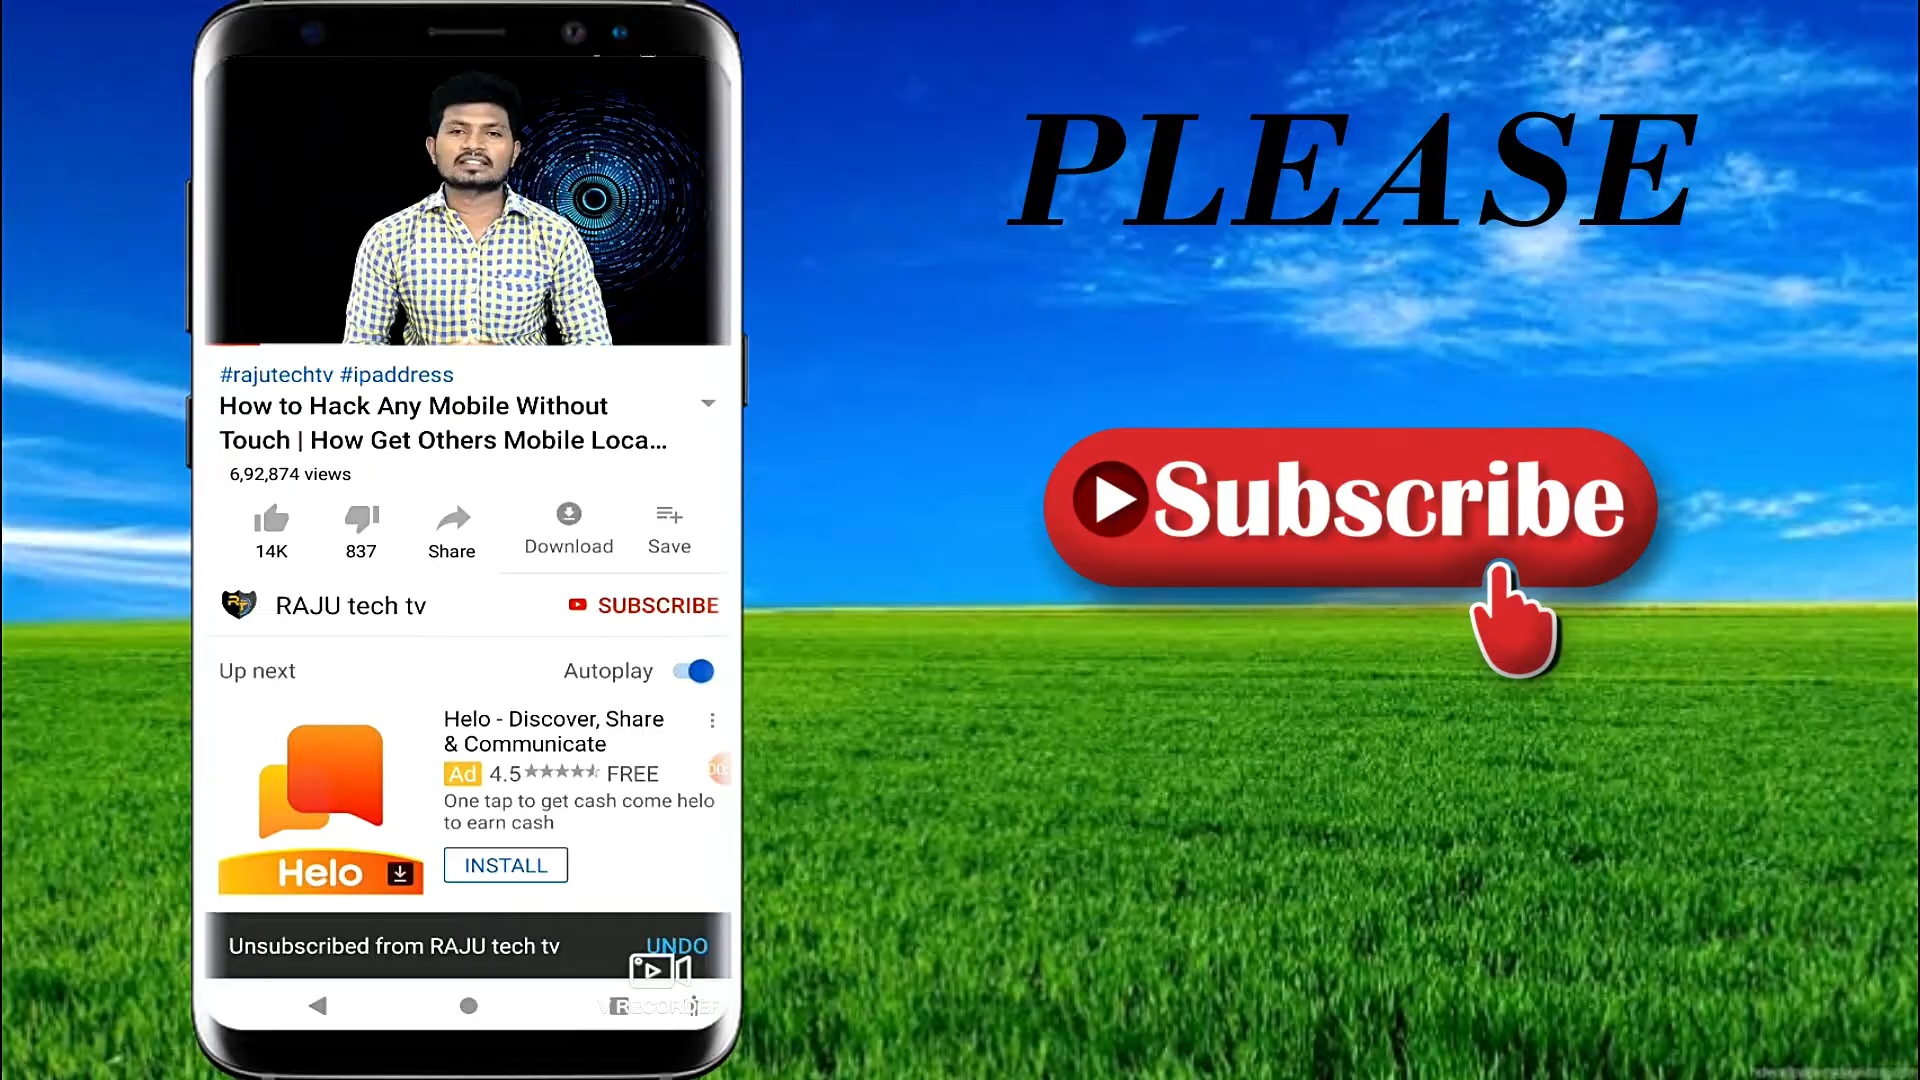 #rajutechtv #ipaddress
How to Hack Any Mobile Without
Touch | How Get Others Mobile Loca...
6,92,874 views
14K
837
Share
Download
Save
RAJU tech tv
SUBSCRIBE
Up next
Autoplay
Helo - Discover, Share
& Communicate
Ad 4.5 FREE
One tap to get cash come helo
to earn cash
INSTALL
Helo
Unsubscribed from RAJU tech tv
UNDO
PLEASE
Subscribe